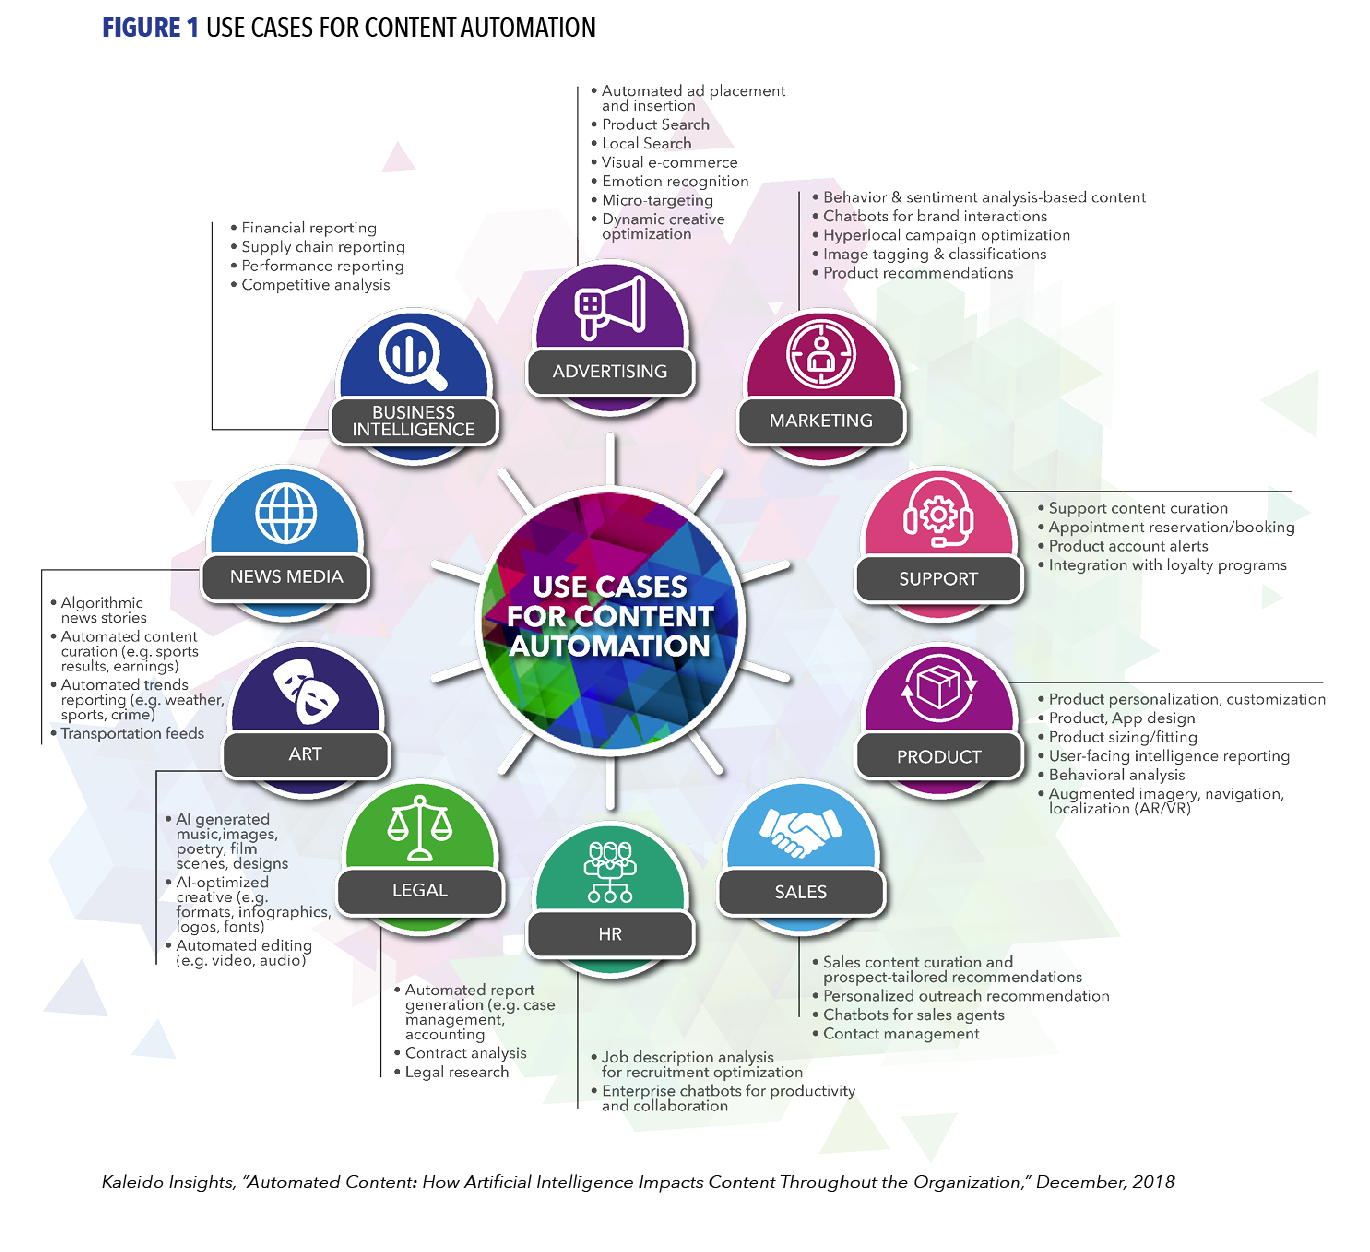 FIGURE 1 USE CASES FOR CONTENT AUTOMATION
• Automated ad placement
and insertion
• Product Search
• Local Search
• Visual e-commerce
• Emotion recognition
• Micro-targeting
• Dynamic creative
optimization
ADVERTISING
• Behavior & sentiment analysis-based content
• Chatbots for brand interactions
• Hyperlocal campaign optimization
• Image tagging & classifications
• Product recommendations
MARKETING
• Support content curation
• Appointment reservation/booking
• Product account alerts
• Integration with loyalty programs
SUPPORT
• Product personalization, customization
• Product, App design
• Product sizing/fitting
• User-facing intelligence reporting
• Behavioral analysis
• Augmented imagery, navigation,
localization (AR/VR)
PRODUCT
SALES
• Sales content curation and
prospect-tailored recommendations
• Personalized outreach recommendation
• Chatbots for sales agents
• Contact management
HR
• Job description analysis
for recruitment optimization
• Enterprise chatbots for productivity
and collaboration
LEGAL
• Automated report
generation (e.g. case
management,
accounting
• Contract analysis
• Legal research
ART
• AI generated
music,images,
poetry, film
scenes, designs
• AI-optimized
creative (e.g.
formats, infographics,
logos, fonts)
• Automated editing
(e.g. video, audio)
NEWS MEDIA
• Algorithmic
news stories
• Automated content
curation (e.g. sports
results, earnings)
• Automated trends
reporting (e.g. weather,
sports, crime)
• Transportation feeds
• Financial reporting
• Supply chain reporting
• Performance reporting
• Competitive analysis
BUSINESS
INTELLIGENCE
USE CASES
FOR CONTENT
AUTOMATION
Kaleido Insights, “Automated Content: How Artificial Intelligence Impacts Content Throughout the Organization,” December, 2018